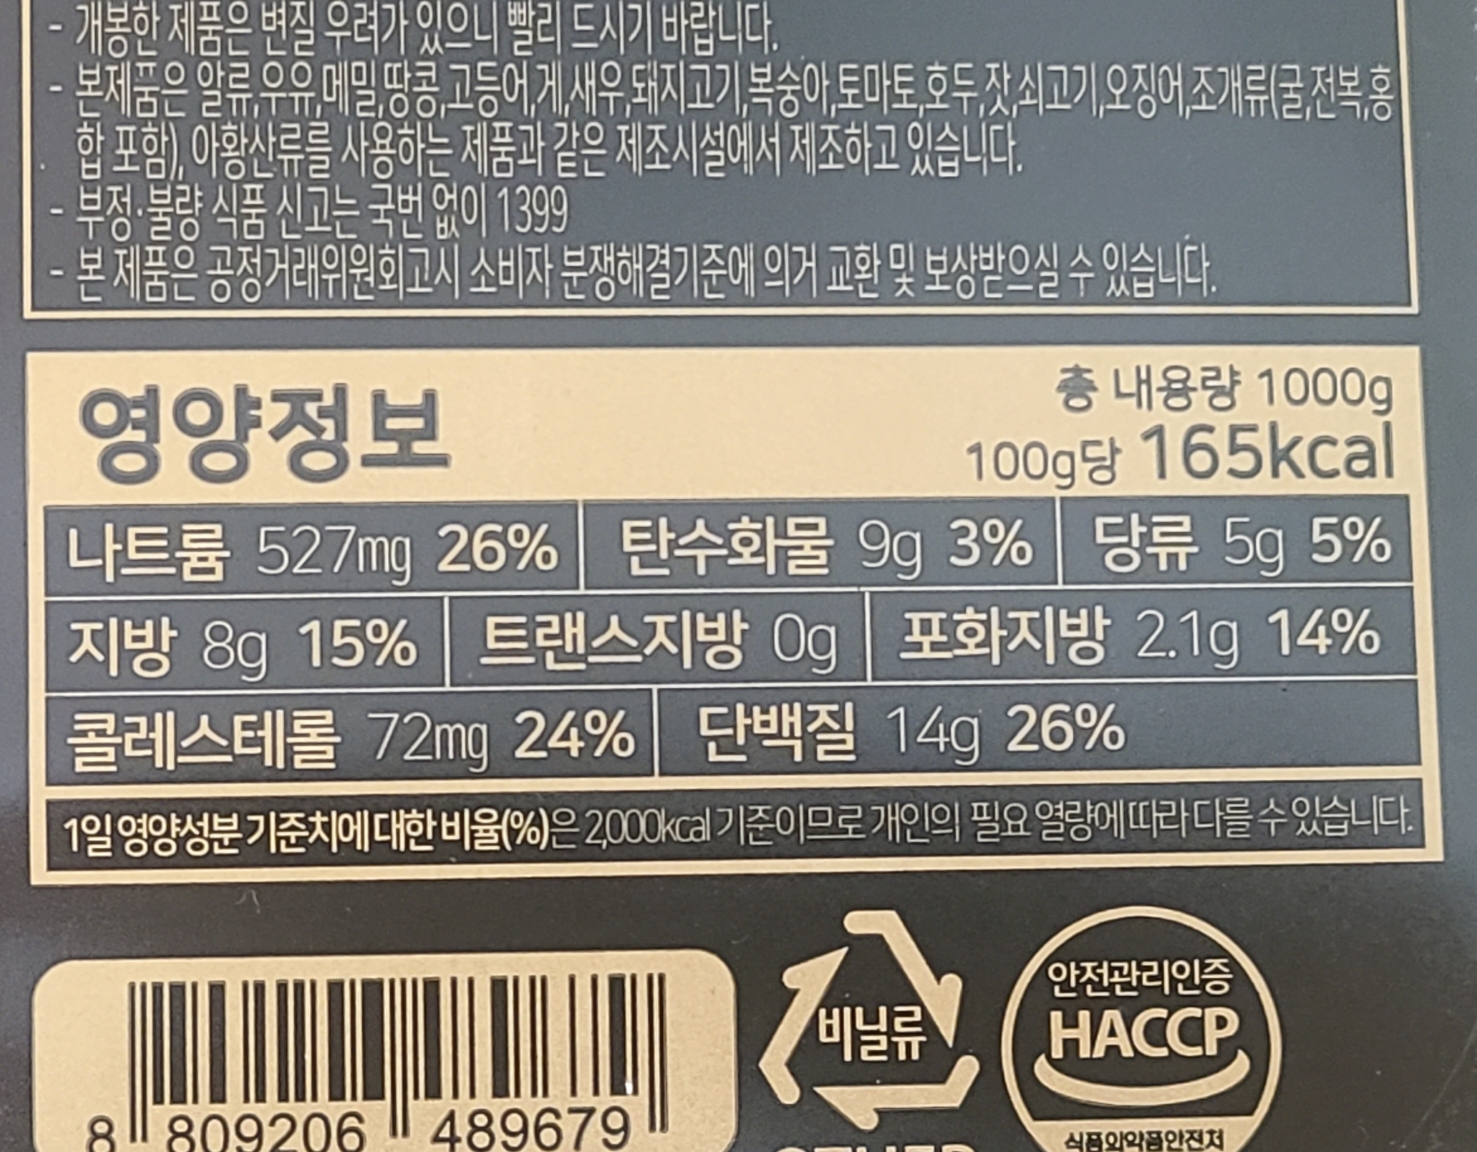 - 개봉한 제품은 변질 우려가 있으니 빨리 드시기 바랍니다.
- 본제품은 알류,우유,메밀,땅콩,고등어,게,새우,돼지고기,복숭아,토마토,호두,잣,쇠고기,오징어,조개류(굴,전복,홍
합 포함), 아황산류를 사용하는 제품과 같은 제조시설에서 제조하고 있습니다.
- 부정·불량 식품 신고는 국번 없이 1399
- 본 제품은 공정거래위원회고시 소비자 분쟁해결기준에 의거 교환 및 보상받으실 수 있습니다.
영양정보
총 내용량 1000g
100g당 165kcal
나트륨 527mg 26% 탄수화물 9g 3% 당류 5g 5%
지방 8g 15% 트랜스지방 0g 포화지방 2.1g 14%
콜레스테롤 72mg 24% 단백질 14g 26%
1일 영양성분 기준치에 대한 비율(%)은 2,000kcal 기준이므로 개인의 필요 열량에 따라 다를 수 있습니다.
8 809206 489679
비닐류
안전관리인증
HACCP
식품의약품안전처